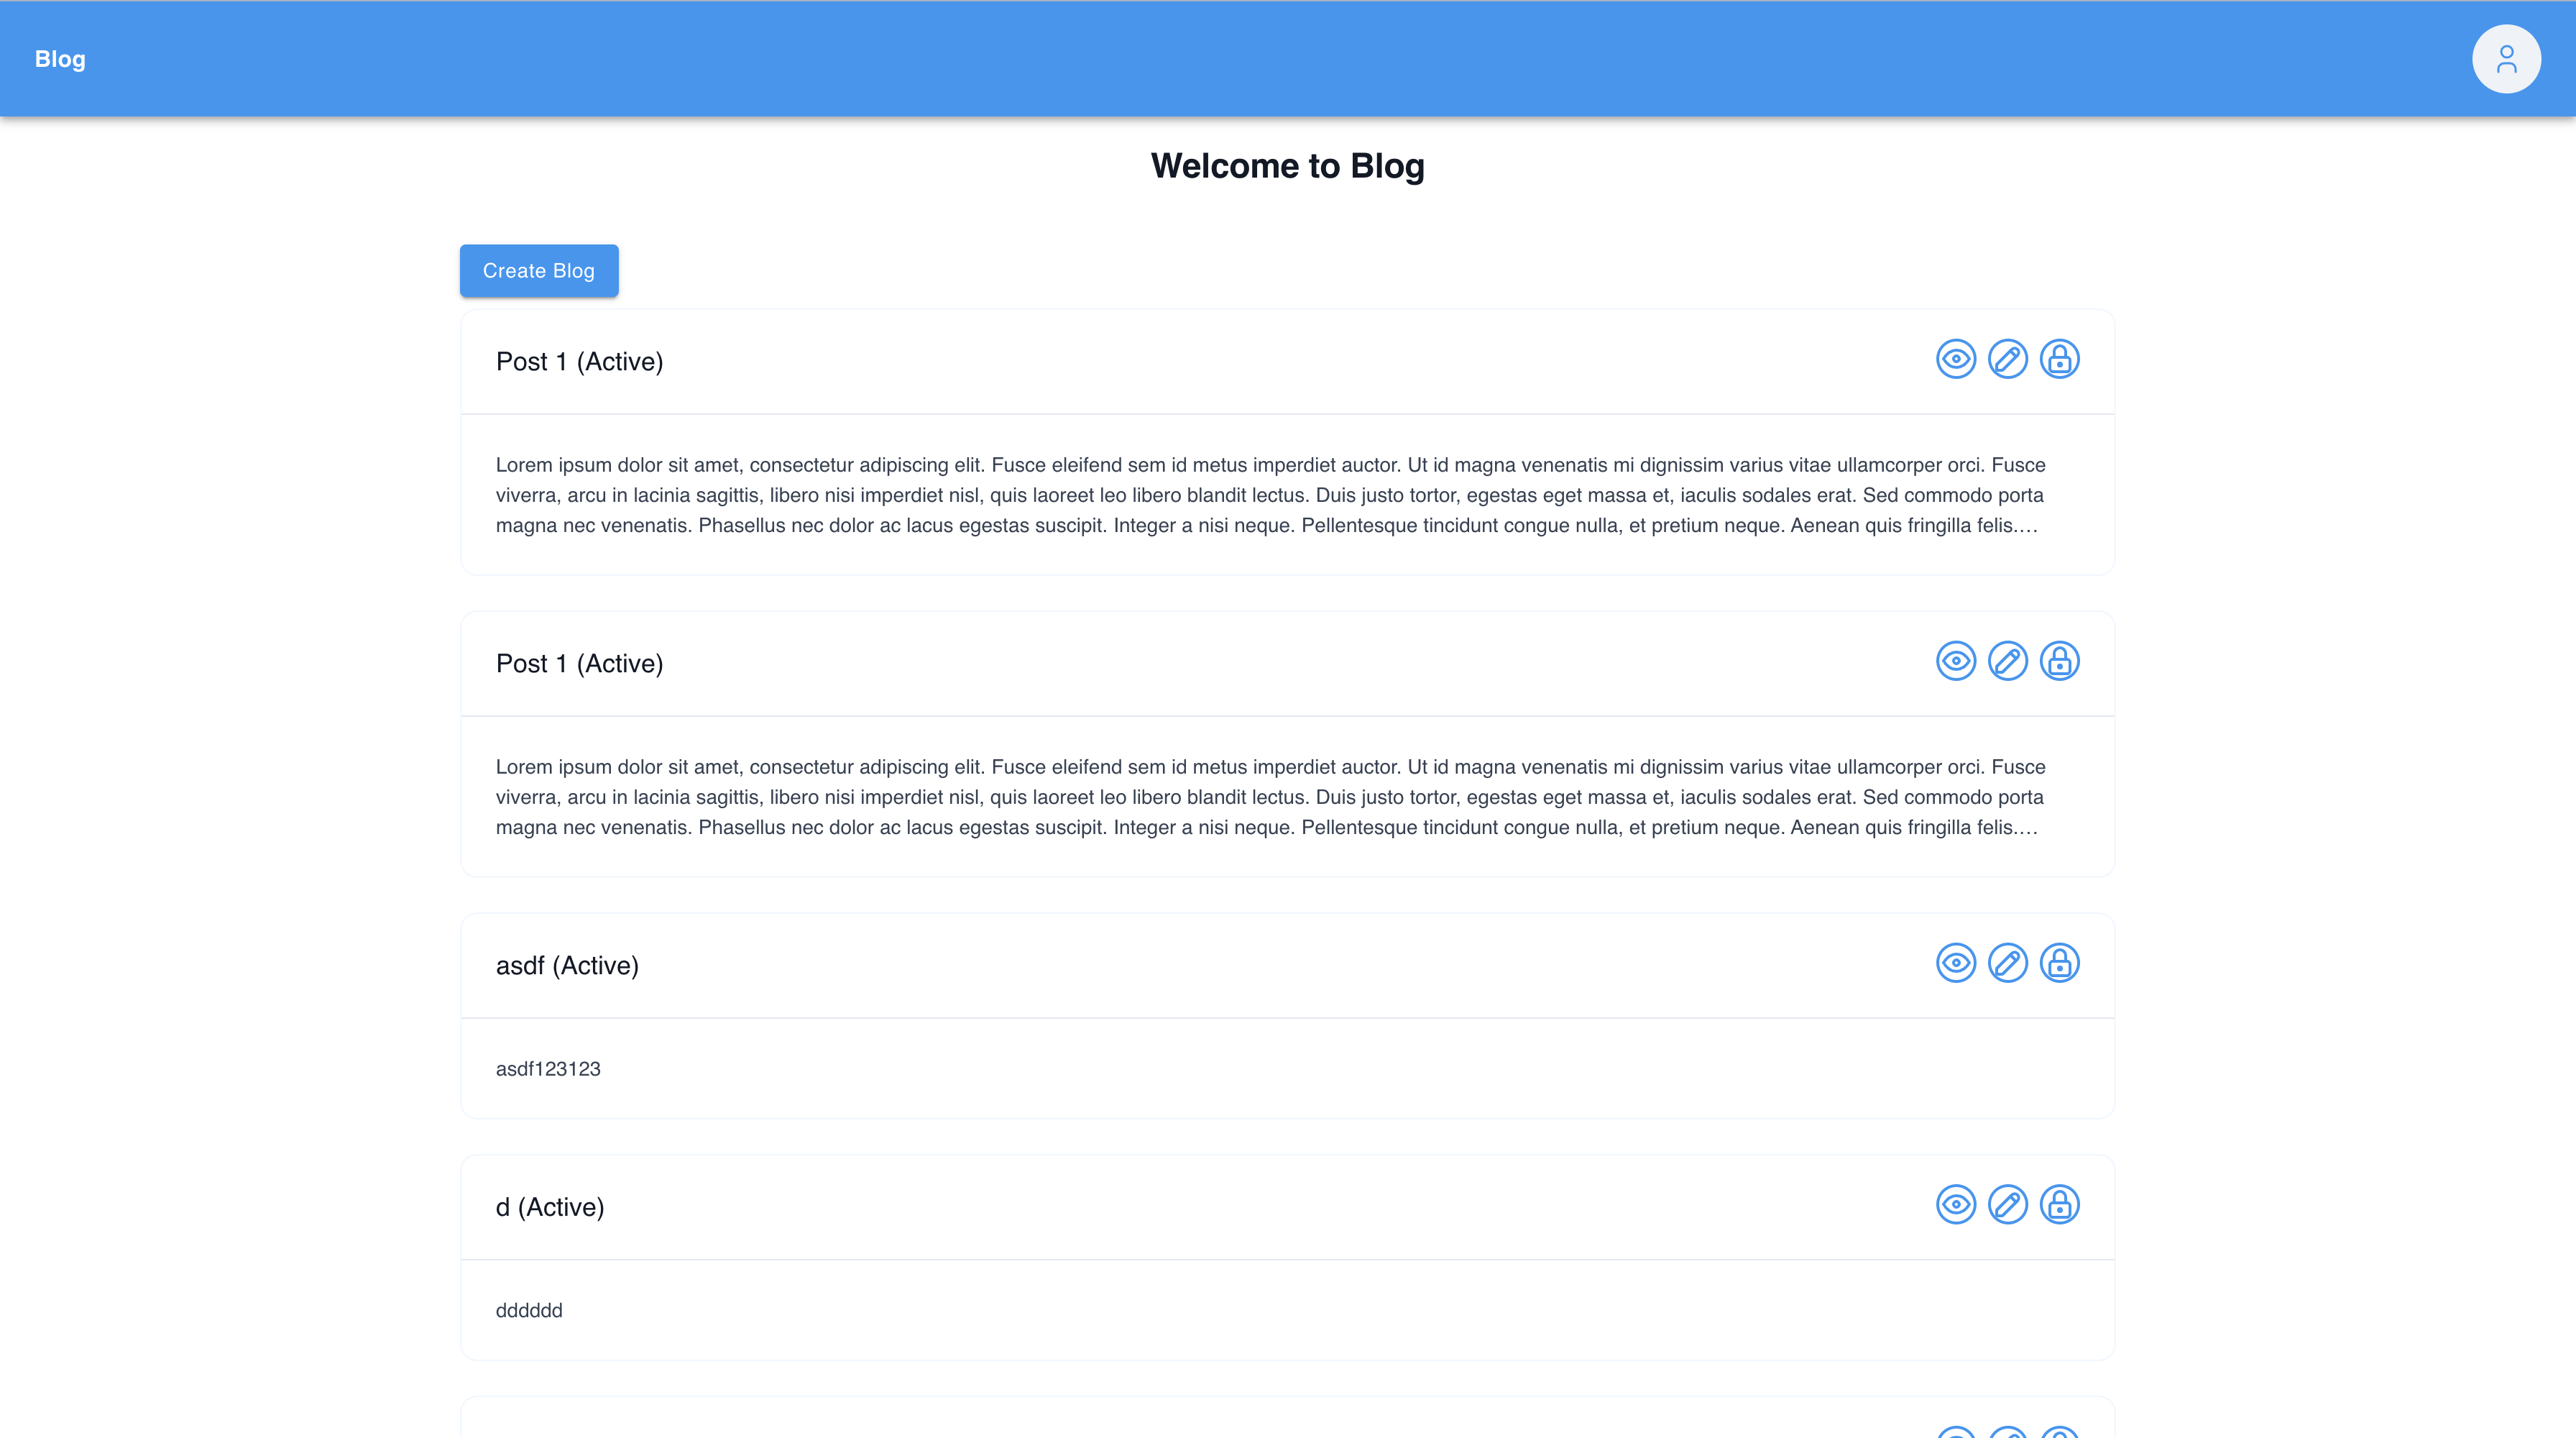 Blog
Welcome to Blog
Create Blog
Post 1 (Active)
Lorem ipsum dolor sit amet, consectetur adipiscing elit. Fusce eleifend sem id metus imperdiet auctor. Ut id magna venenatis mi dignissim varius vitae ullamcorper orci. Fusce
viverra, arcu in lacinia sagittis, libero nisi imperdiet nisl, quis laoreet leo libero blandit lectus. Duis justo tortor, egestas eget massa et, iaculis sodales erat. Sed commodo porta
magna nec venenatis. Phasellus nec dolor ac lacus egestas suscipit. Integer a nisi neque. Pellentesque tincidunt congue nulla, et pretium neque. Aenean quis fringilla felis.…
Post 1 (Active)
Lorem ipsum dolor sit amet, consectetur adipiscing elit. Fusce eleifend sem id metus imperdiet auctor. Ut id magna venenatis mi dignissim varius vitae ullamcorper orci. Fusce
viverra, arcu in lacinia sagittis, libero nisi imperdiet nisl, quis laoreet leo libero blandit lectus. Duis justo tortor, egestas eget massa et, iaculis sodales erat. Sed commodo porta
magna nec venenatis. Phasellus nec dolor ac lacus egestas suscipit. Integer a nisi neque. Pellentesque tincidunt congue nulla, et pretium neque. Aenean quis fringilla felis.…
asdf (Active)
asdf123123
d (Active)
dddddd